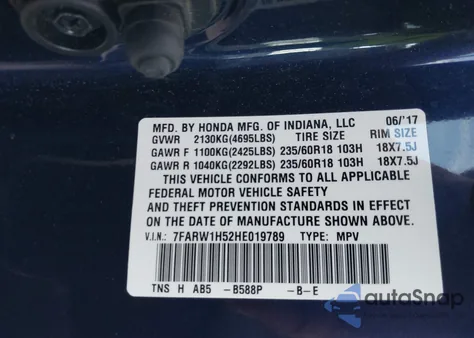 MFD. BY HONDA MFG. OF INDIANA, LLC 06/'17
GVWR 2130KG(4695LBS) TIRE SIZE RIM SIZE
GAWR F 1100KG(2425LBS) 235/60R18 103H 18X7.5J
GAWR R 1040KG(2292LBS) 235/60R18 103H 18X7.5J
THIS VEHICLE CONFORMS TO ALL APPLICABLE
FEDERAL MOTOR VEHICLE SAFETY
AND THEFT PREVENTION STANDARDS IN EFFECT
ON THE DATE OF MANUFACTURE SHOWN ABOVE.
V.I.N.: 7FARW1H52HE019789 TYPE: MPV
TNS H AB5 -B588P -B-E
autoSnap